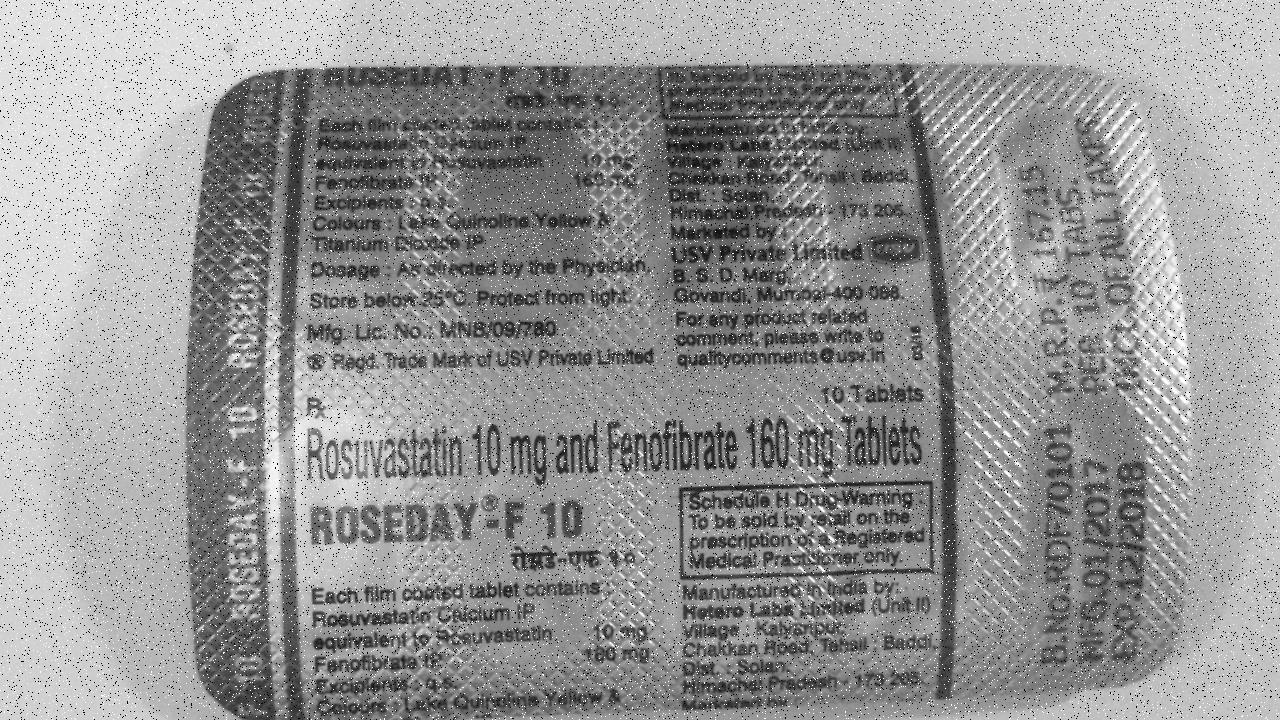 ROSEDAY-F 10
रोज़डे-एफ १०
Each film coated tablet contains
Rosuvastatin Calcium IP
equivalent to Rosuvastatin 10 mg
Fenofibrate IP 160 mg
Excipients : q.s.
Colours : Lake Quinoline Yellow &
Titanium Dioxide IP
Dosage : As directed by the Physician.
Store below 25°C. Protect from light.
Mfg. Lic. No.: MNB/09/780
® Regd. Trade Mark of USV Private Limited
To be sold by retail on the
prescription of a Registered
Medical Practitioner only.
Manufactured in India by:
Hetero Labs Limited (Unit II)
Village : Kalyanpur,
Chakkan Road, Tehsil : Baddi,
Dist. : Solan,
Himachal Pradesh - 173 205.
Marketed by
USV Private Limited
B. S. D. Marg,
Govandi, Mumbai-400 088.
For any product related
comment, please write to
qualitycomments@usv.in
10 Tablets
Rx
Rosuvastatin 10 mg and Fenofibrate 160 mg Tablets
ROSEDAY®-F 10
रोज़डे-एफ १०
Schedule H Drug-Warning
To be sold by retail on the
prescription of a Registered
Medical Practitioner only.
Each film coated tablet contains :
Rosuvastatin Calcium IP
equivalent to Rosuvastatin 10 mg
Fenofibrate IP 160 mg
Excipients : q.s.
Colours : Lake Quinoline Yellow &
Manufactured in India by:
Hetero Labs Limited (Unit II)
Village : Kalyanpur,
Chakkan Road, Tehsil : Baddi,
Dist. : Solan,
Himachal Pradesh - 173 205.
Marketed by
ROSEDAY-F 10 ROSEDAY-F 10
B.NO.RDF70101 M.R.P.₹ 167.15
MFG.01/2017 PER 10 TABS.
EXP.12/2018 INCL.OF ALL TAXES